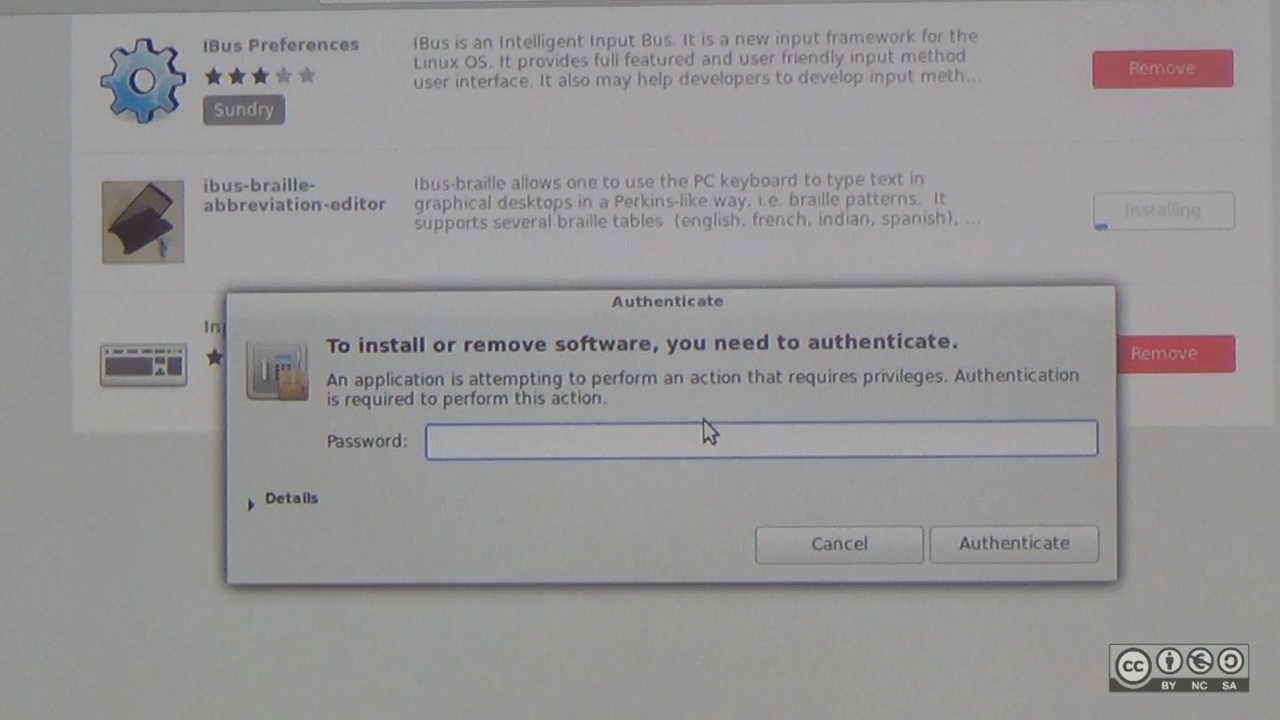 IBus Preferences
Sundry
IBus is an Intelligent Input Bus. It is a new input framework for the
Linux OS. It provides full featured and user friendly input method
user interface. It also may help developers to develop input meth...
Remove
ibus-braille-
abbreviation-editor
Ibus-braille allows one to use the PC keyboard to type text in
graphical desktops in a Perkins-like way, i.e. braille patterns. It
supports several braille tables (english, french, indian, spanish), ...
Installing
Remove
Authenticate
To install or remove software, you need to authenticate.
An application is attempting to perform an action that requires privileges. Authentication
is required to perform this action.
Password:
Details
Cancel
Authenticate
cc
BY NC SA